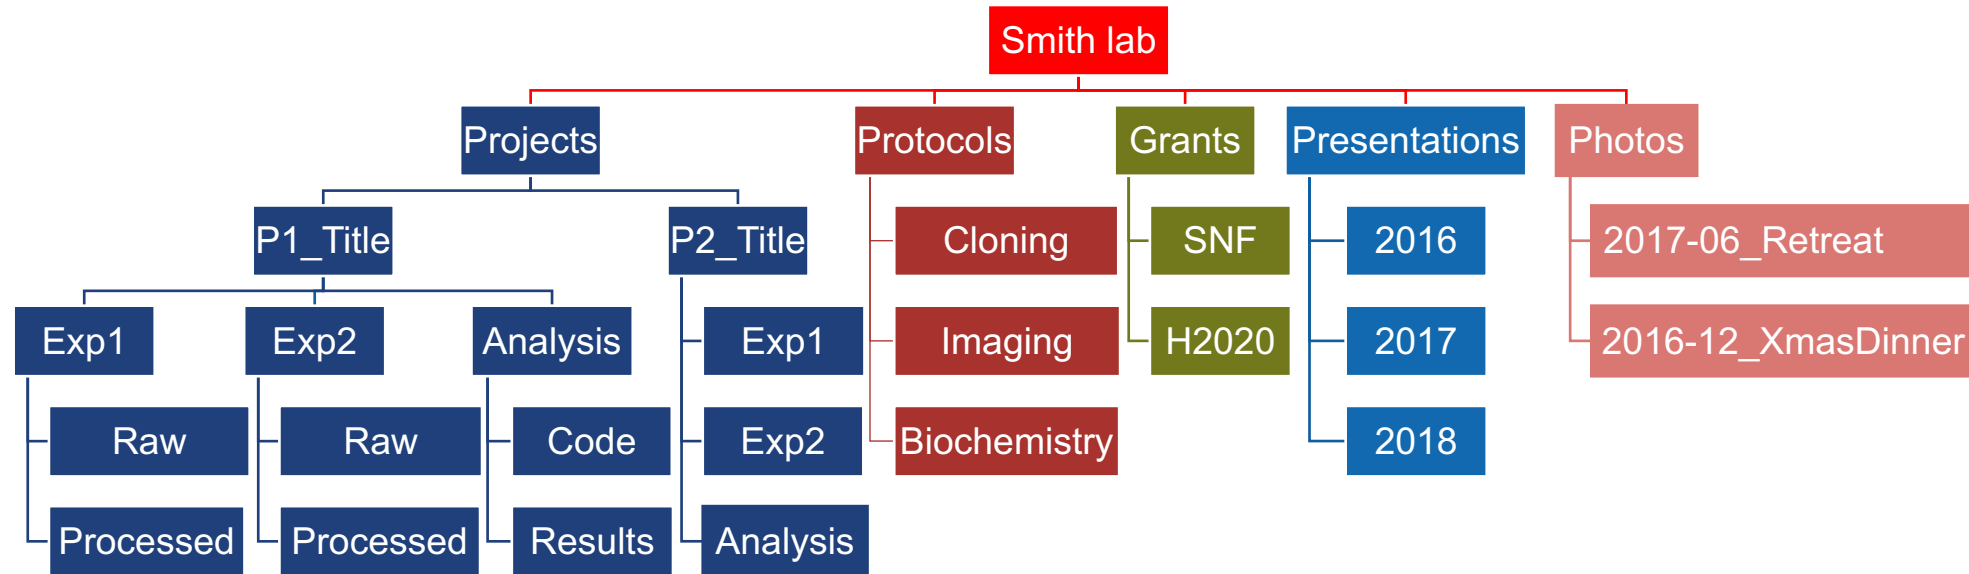 Smith lab
Projects
Protocols
Grants
Presentations
Photos
P1_Title
P2_Title
Cloning
SNF
2016
2017-06_Retreat
Exp1
Exp2
Analysis
Exp1
Imaging
H2020
2017
2016-12_XmasDinner
Raw
Raw
Code
Exp2
Biochemistry
2018
Processed
Processed
Results
Analysis